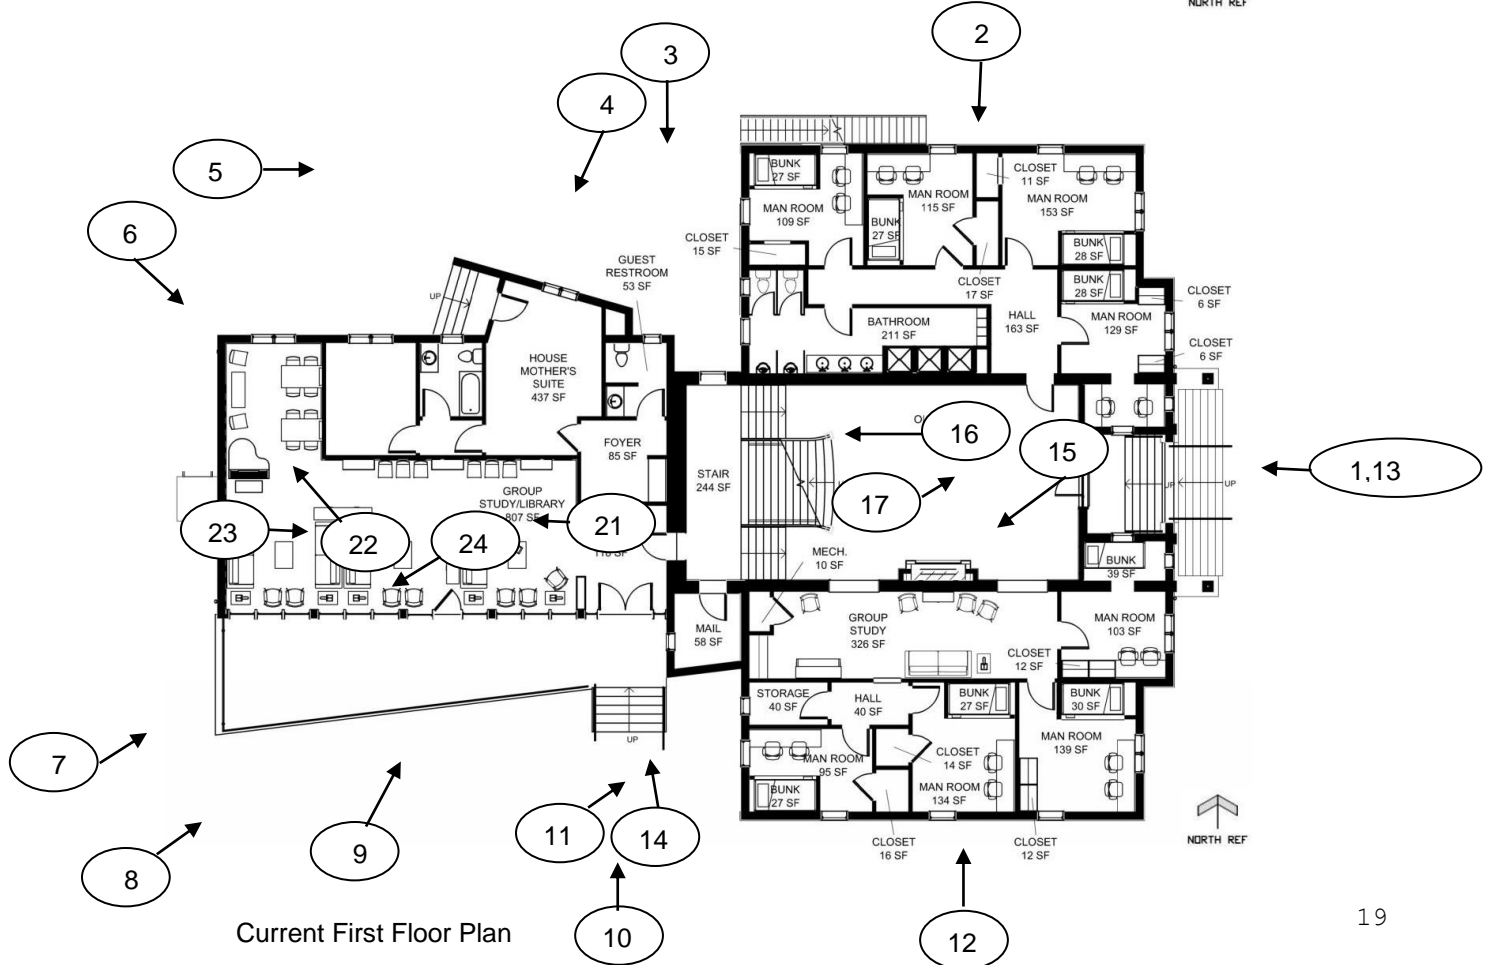 NORTH REF
2
3
4
5
6
BUNK
27 SF
MAN ROOM
109 SF
MAN ROOM
115 SF
BUNK
27 SF
CLOSET
11 SF
MAN ROOM
153 SF
BUNK
28 SF
CLOSET
15 SF
GUEST
RESTROOM
53 SF
UP
CLOSET
17 SF
BUNK
28 SF
CLOSET
6 SF
MAN ROOM
129 SF
HALL
163 SF
BATHROOM
211 SF
CLOSET
6 SF
HOUSE
MOTHER'S
SUITE
437 SF
FOYER
85 SF
STAIR
244 SF
16
15
1,13
17
UP
UP
GROUP
STUDY/LIBRARY
807 SF
21
22
23
24
MECH.
10 SF
BUNK
39 SF
MAIL
58 SF
GROUP
STUDY
326 SF
MAN ROOM
103 SF
CLOSET
12 SF
STORAGE
40 SF
HALL
40 SF
BUNK
27 SF
BUNK
30 SF
UP
MAN ROOM
95 SF
CLOSET
14 SF
MAN ROOM
139 SF
BUNK
27 SF
MAN ROOM
134 SF
CLOSET
16 SF
CLOSET
12 SF
NORTH REF
7
8
9
11
14
10
12
Current First Floor Plan
19